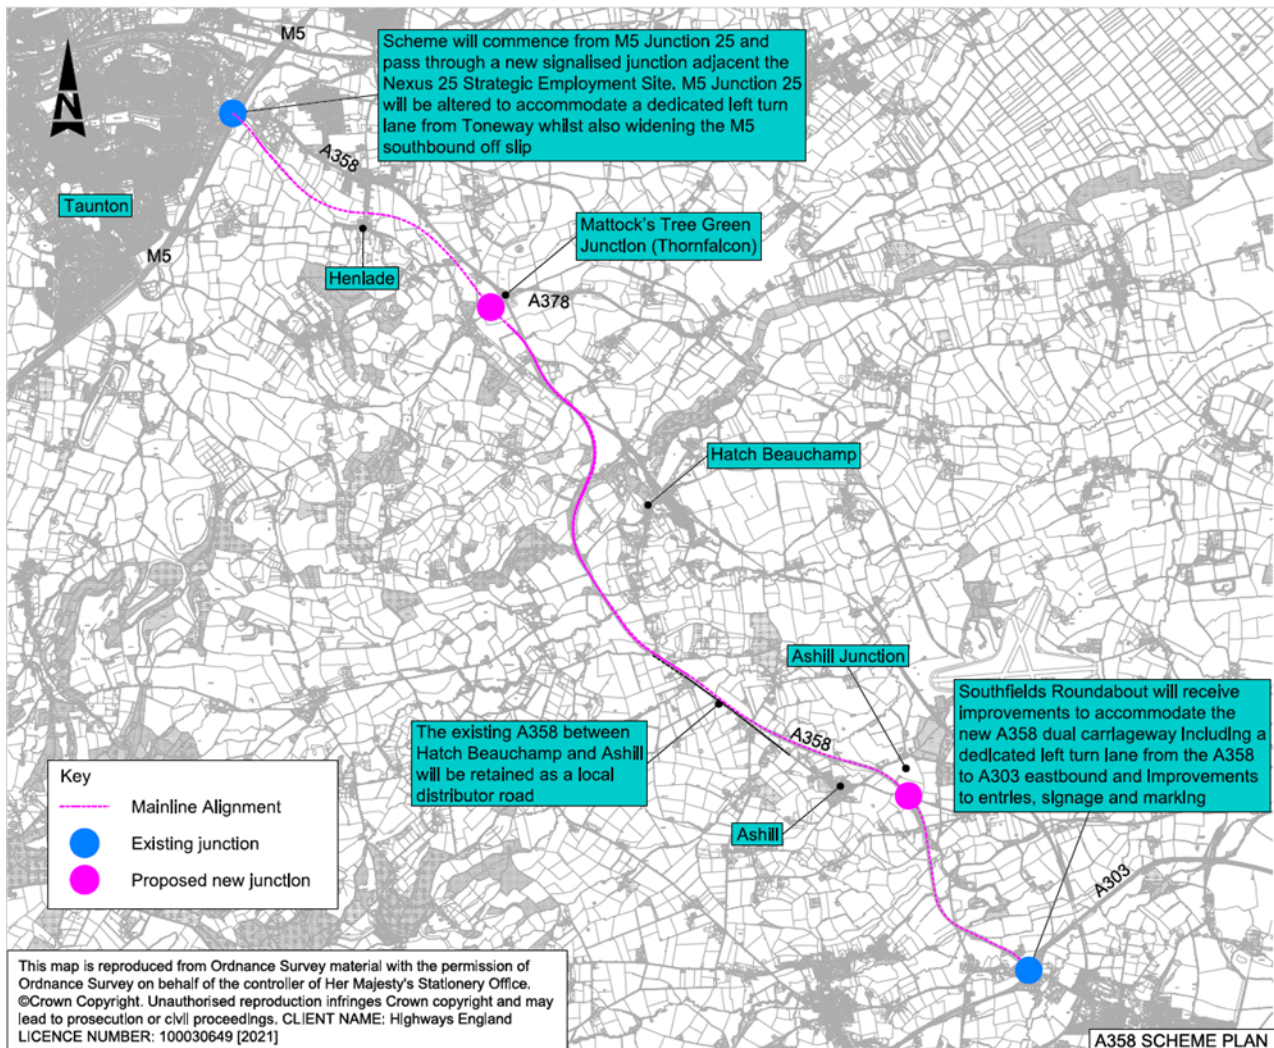 M5
Scheme will commence from M5 Junction 25 and
pass through a new signalised junction adjacent the
Nexus 25 Strategic Employment Site. M5 Junction 25
will be altered to accommodate a dedicated left turn
lane from Toneway whilst also widening the M5
southbound off slip
N
A358
Taunton
Mattock's Tree Green
Junction (Thornfalcon)
M5
Henlade
A378
Hatch Beauchamp
Ashill Junction
Southfields Roundabout will receive
improvements to accommodate the
new A358 dual carriageway including a
dedicated left turn lane from the A358
to A303 eastbound and improvements
to entries, signage and marking
The existing A358 between
Hatch Beauchamp and Ashill
will be retained as a local
distributor road
A358
Ashill
A303
Key
Mainline Alignment
Existing junction
Proposed new junction
This map is reproduced from Ordnance Survey material with the permission of
Ordnance Survey on behalf of the controller of Her Majesty's Stationery Office.
©Crown Copyright. Unauthorised reproduction infringes Crown copyright and may
lead to prosecution or civil proceedings. CLIENT NAME: Highways England
LICENCE NUMBER: 100030649 [2021]
A358 SCHEME PLAN